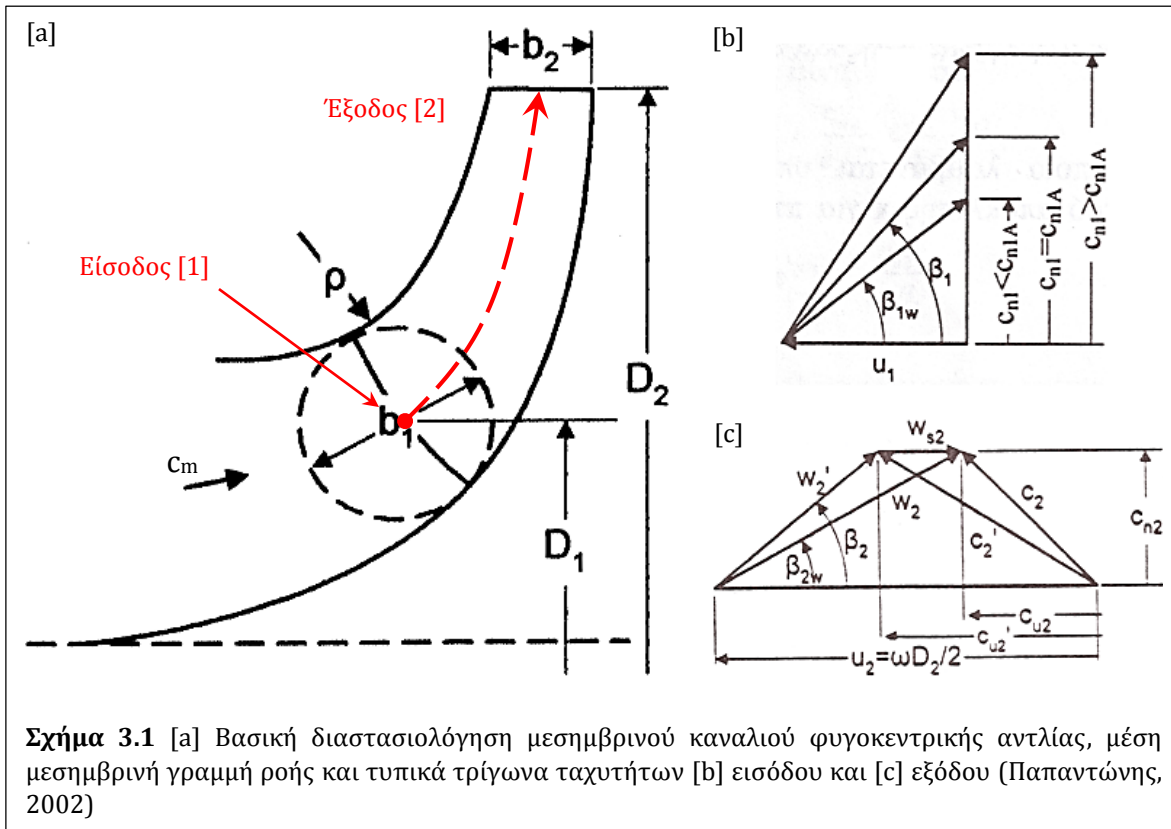 [a]
b₂
Έξοδος [2]
Είσοδος [1]
ρ
b₁
D₂
cₘ
D₁
[b]
β₁
β₁w
u₁
cn1<cn1A
cn1=cn1A
cn1>cn1A
[c]
ws2
w₂'
w₂
c₂
c₂'
cn2
β₂
β₂w
cu2
cu2'
u₂=ωD₂/2
Σχήμα 3.1 [a] Βασική διαστασιολόγηση μεσημβρινού καναλιού φυγοκεντρικής αντλίας, μέση
μεσημβρινή γραμμή ροής και τυπικά τρίγωνα ταχυτήτων [b] εισόδου και [c] εξόδου (Παπαντώνης,
2002)